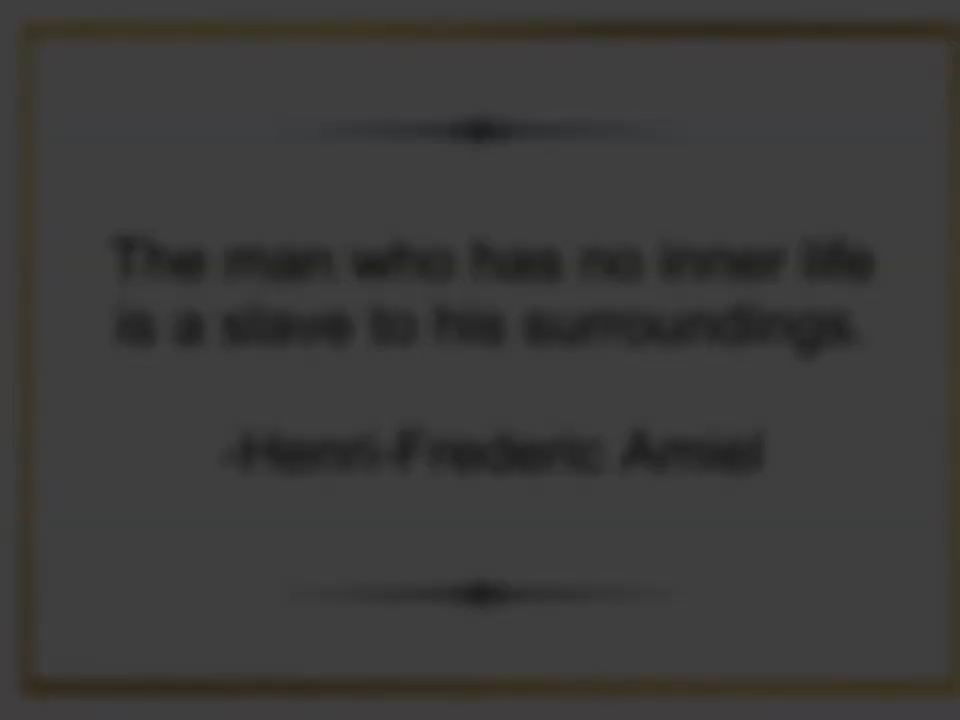 The man who has no inner life
is a slave to his surroundings.
-Henri-Frederic Amiel